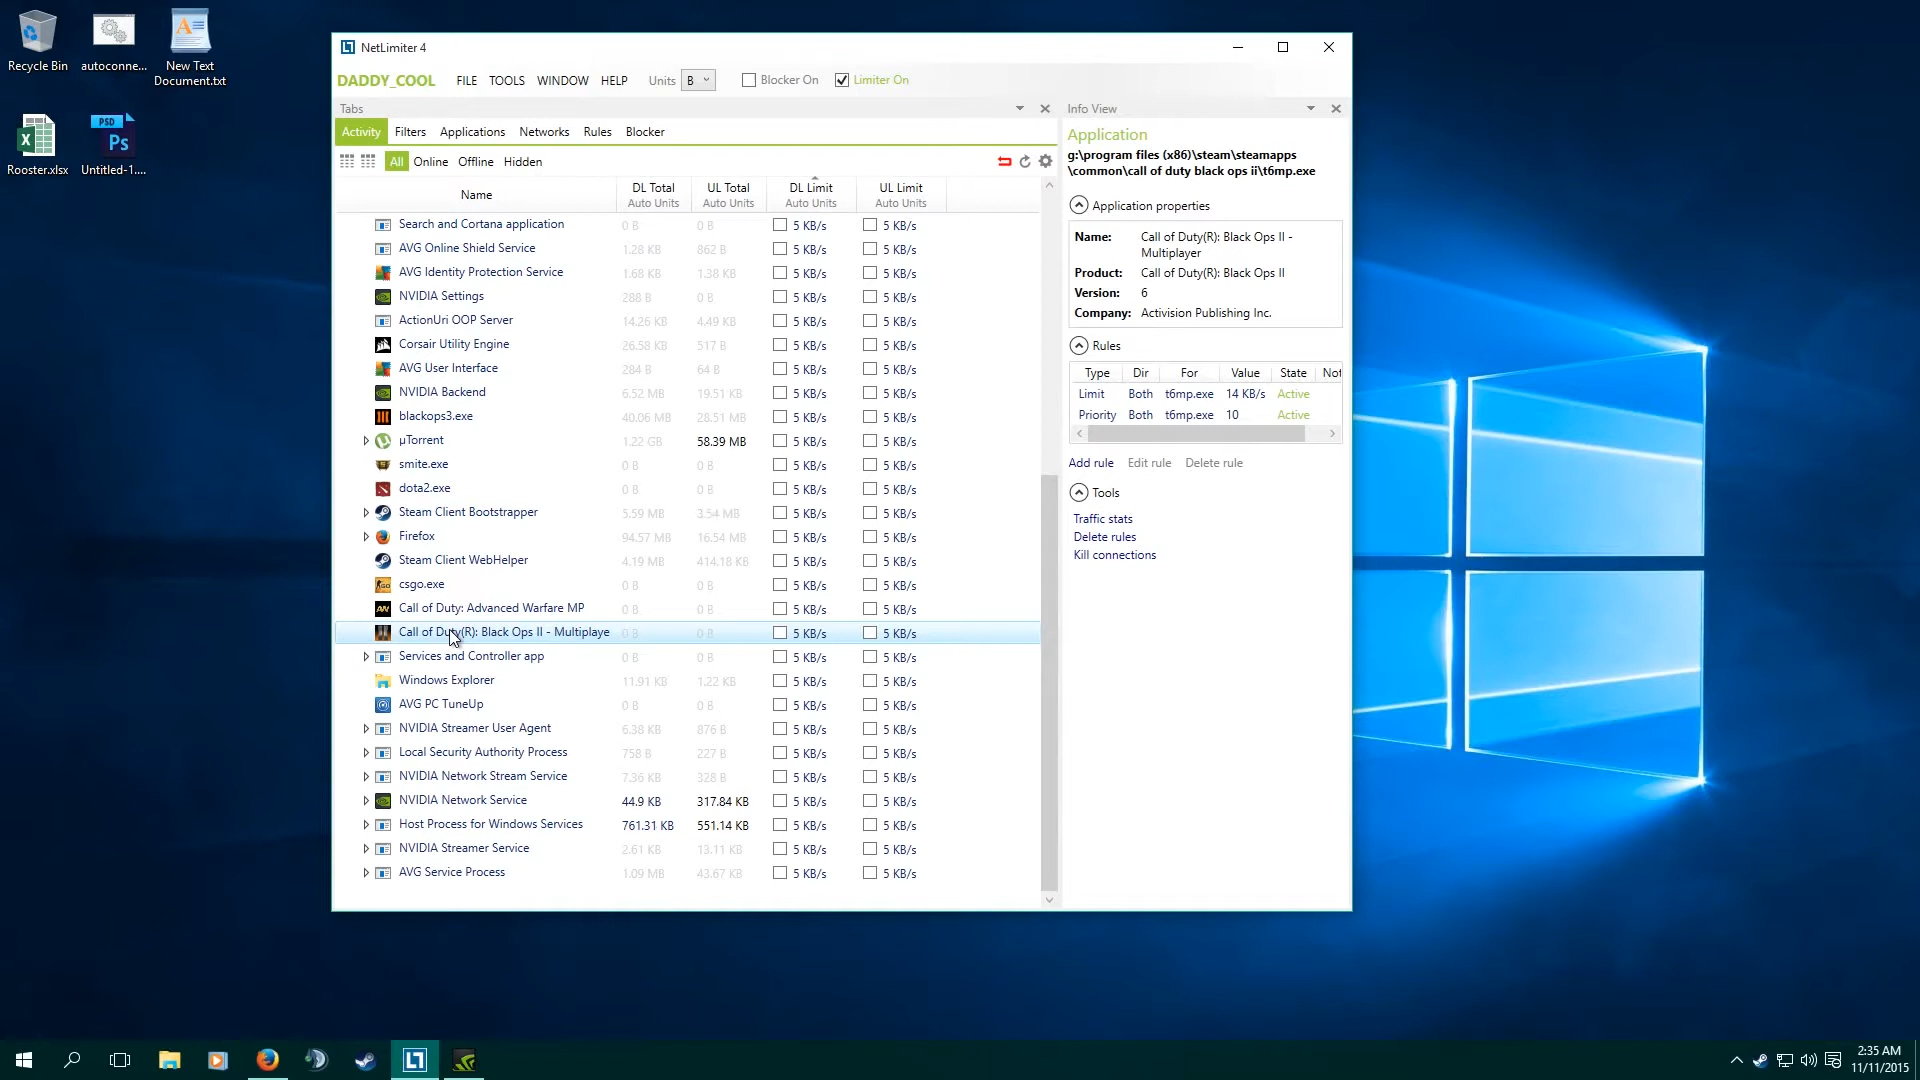 Recycle Bin
autoconne...
New Text
Document.txt
Rooster.xlsx
Untitled-1....
NetLimiter 4
DADDY_COOL FILE TOOLS WINDOW HELP Units B Blocker On Limiter On
Tabs
Activity Filters Applications Networks Rules Blocker
All Online Offline Hidden
Name DL Total UL Total DL Limit UL Limit
Auto Units Auto Units Auto Units Auto Units
Search and Cortana application 0 B 0 B 5 KB/s 5 KB/s
AVG Online Shield Service 1.28 KB 862 B 5 KB/s 5 KB/s
AVG Identity Protection Service 1.68 KB 1.38 KB 5 KB/s 5 KB/s
NVIDIA Settings 288 B 0 B 5 KB/s 5 KB/s
ActionUri OOP Server 14.26 KB 4.49 KB 5 KB/s 5 KB/s
Corsair Utility Engine 26.58 KB 517 B 5 KB/s 5 KB/s
AVG User Interface 284 B 64 B 5 KB/s 5 KB/s
NVIDIA Backend 6.52 MB 19.51 KB 5 KB/s 5 KB/s
blackops3.exe 40.06 MB 28.51 MB 5 KB/s 5 KB/s
µTorrent 1.22 GB 58.39 MB 5 KB/s 5 KB/s
smite.exe 0 B 0 B 5 KB/s 5 KB/s
dota2.exe 0 B 0 B 5 KB/s 5 KB/s
Steam Client Bootstrapper 5.59 MB 3.54 MB 5 KB/s 5 KB/s
Firefox 94.57 MB 16.54 MB 5 KB/s 5 KB/s
Steam Client WebHelper 4.19 MB 414.18 KB 5 KB/s 5 KB/s
csgo.exe 0 B 0 B 5 KB/s 5 KB/s
Call of Duty: Advanced Warfare MP 0 B 0 B 5 KB/s 5 KB/s
Call of Duty(R): Black Ops II - Multiplaye 0 B 0 B 5 KB/s 5 KB/s
Services and Controller app 0 B 0 B 5 KB/s 5 KB/s
Windows Explorer 11.91 KB 1.22 KB 5 KB/s 5 KB/s
AVG PC TuneUp 0 B 0 B 5 KB/s 5 KB/s
NVIDIA Streamer User Agent 6.38 KB 876 B 5 KB/s 5 KB/s
Local Security Authority Process 758 B 227 B 5 KB/s 5 KB/s
NVIDIA Network Stream Service 7.36 KB 328 B 5 KB/s 5 KB/s
NVIDIA Network Service 44.9 KB 317.84 KB 5 KB/s 5 KB/s
Host Process for Windows Services 761.31 KB 551.14 KB 5 KB/s 5 KB/s
NVIDIA Streamer Service 2.61 KB 13.11 KB 5 KB/s 5 KB/s
AVG Service Process 1.09 MB 43.67 KB 5 KB/s 5 KB/s
Info View
Application
g:\program files (x86)\steam\steamapps
\common\call of duty black ops ii\t6mp.exe
Application properties
Name: Call of Duty(R): Black Ops II -
Multiplayer
Product: Call of Duty(R): Black Ops II
Version: 6
Company: Activision Publishing Inc.
Rules
Type Dir For Value State Not
Limit Both t6mp.exe 14 KB/s Active
Priority Both t6mp.exe 10 Active
Add rule Edit rule Delete rule
Tools
Traffic stats
Delete rules
Kill connections
2:35 AM
11/11/2015